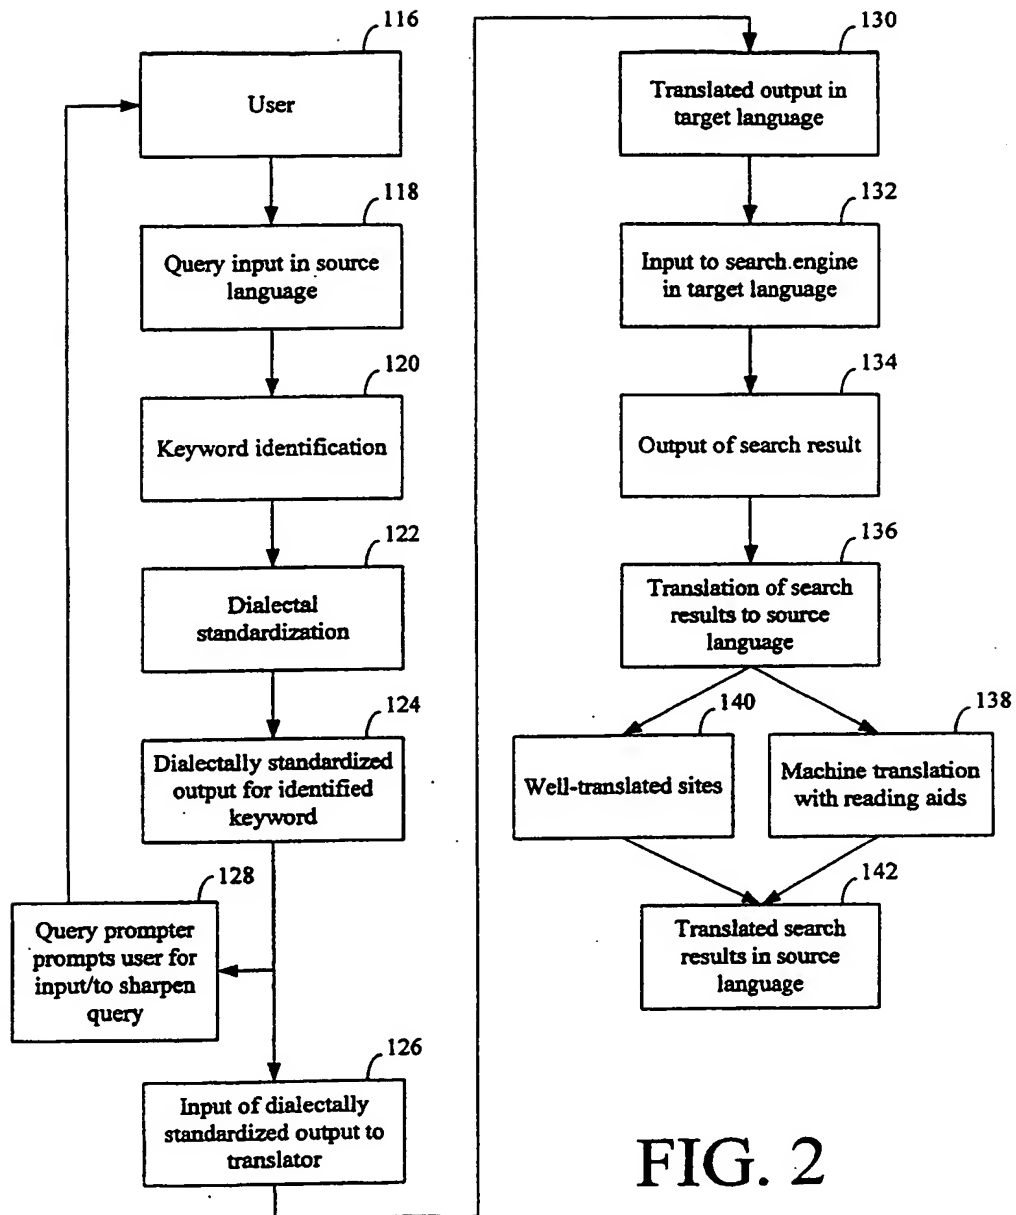 116
User
118
Query input in source
language
120
Keyword identification
122
Dialectal
standardization
124
Dialectally standardized
output for identified
keyword
128
Query prompter
prompts user for
input/to sharpen
query
126
Input of dialectally
standardized output to
translator
130
Translated output in
target language
132
Input to search engine
in target language
134
Output of search result
136
Translation of search
results to source
language
140
Well-translated sites
138
Machine translation
with reading aids
142
Translated search
results in source
language
FIG. 2